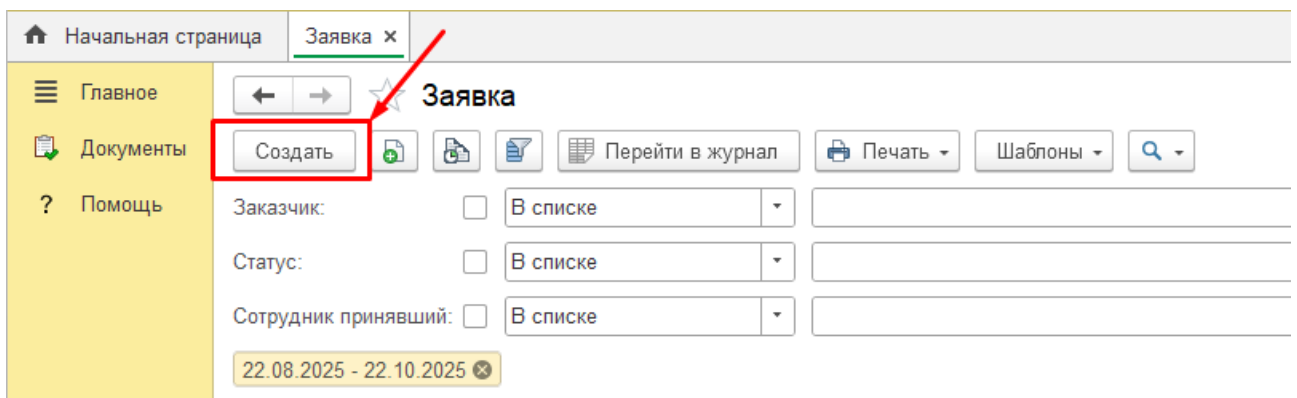 Начальная страница Заявка
Главное Заявка
Документы Создать Перейти в журнал Печать Шаблоны
? Помощь Заказчик: В списке
Статус: В списке
Сотрудник принявший: В списке
22.08.2025 - 22.10.2025